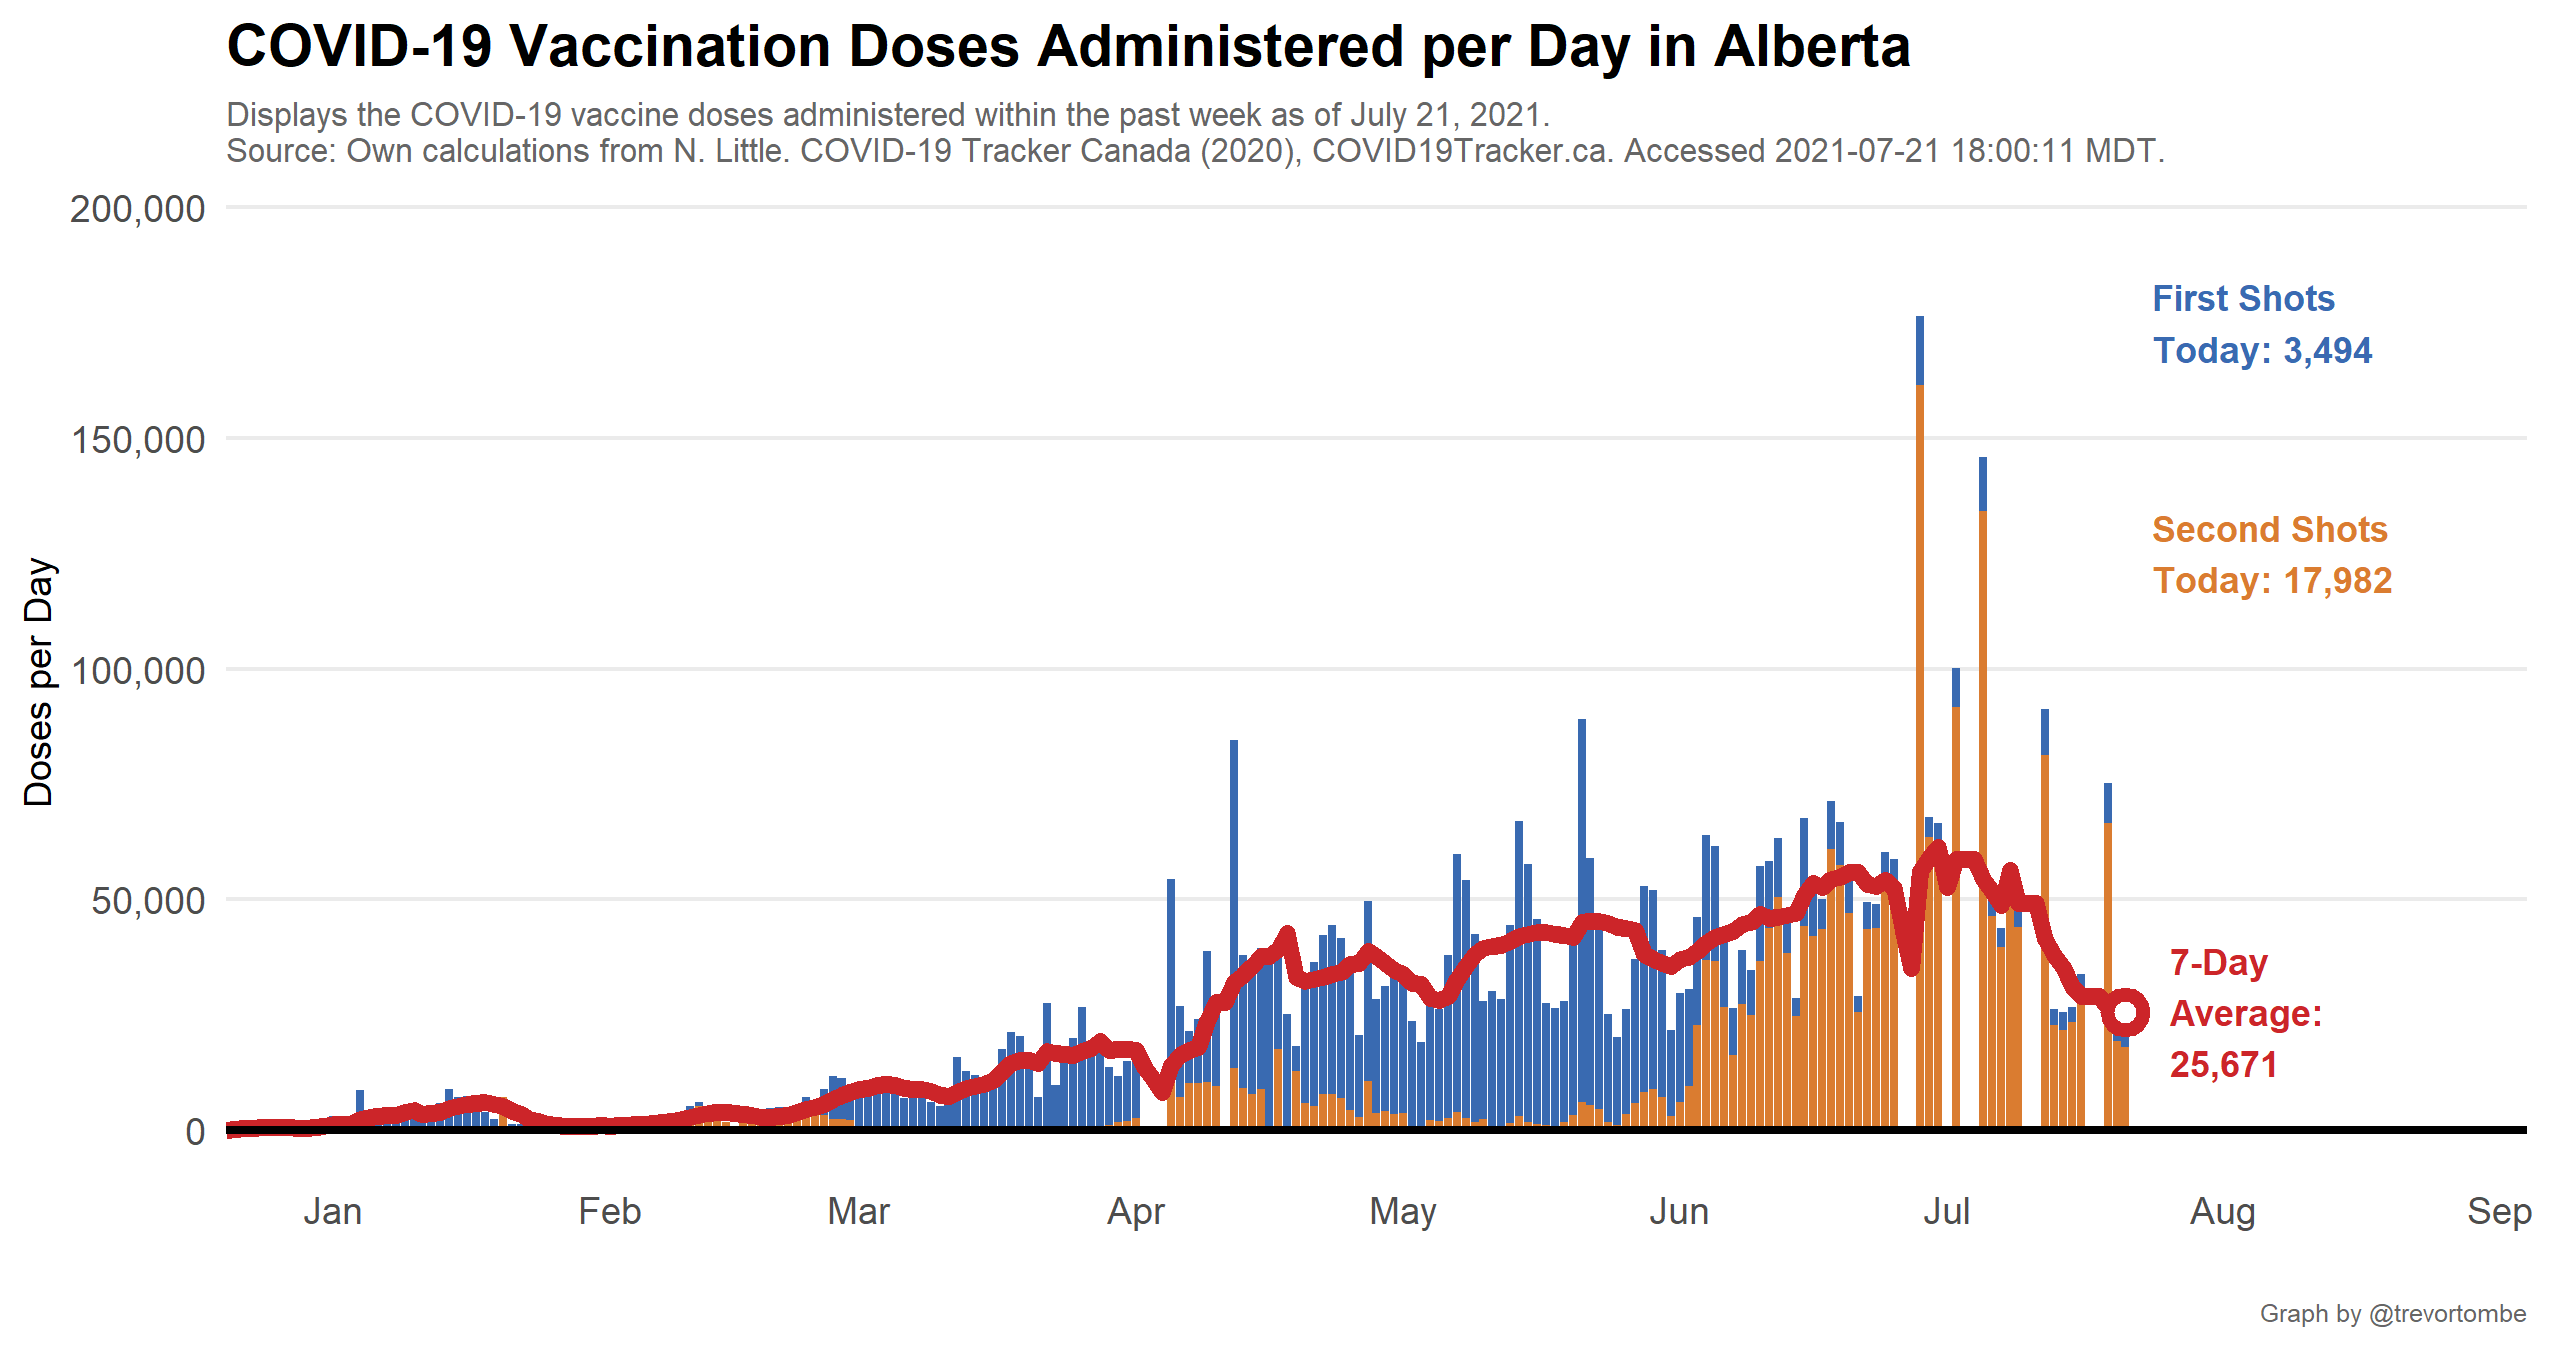 COVID-19 Vaccination Doses Administered per Day in Alberta
Displays the COVID-19 vaccine doses administered within the past week as of July 21, 2021.
Source: Own calculations from N. Little. COVID-19 Tracker Canada (2020), COVID19Tracker.ca. Accessed 2021-07-21 18:00:11 MDT.
Doses per Day
200,000
150,000
100,000
50,000
0
First Shots
Today: 3,494
Second Shots
Today: 17,982
7-Day
Average:
25,671
Jan Feb Mar Apr May Jun Jul Aug Sep
Graph by @trevortombe